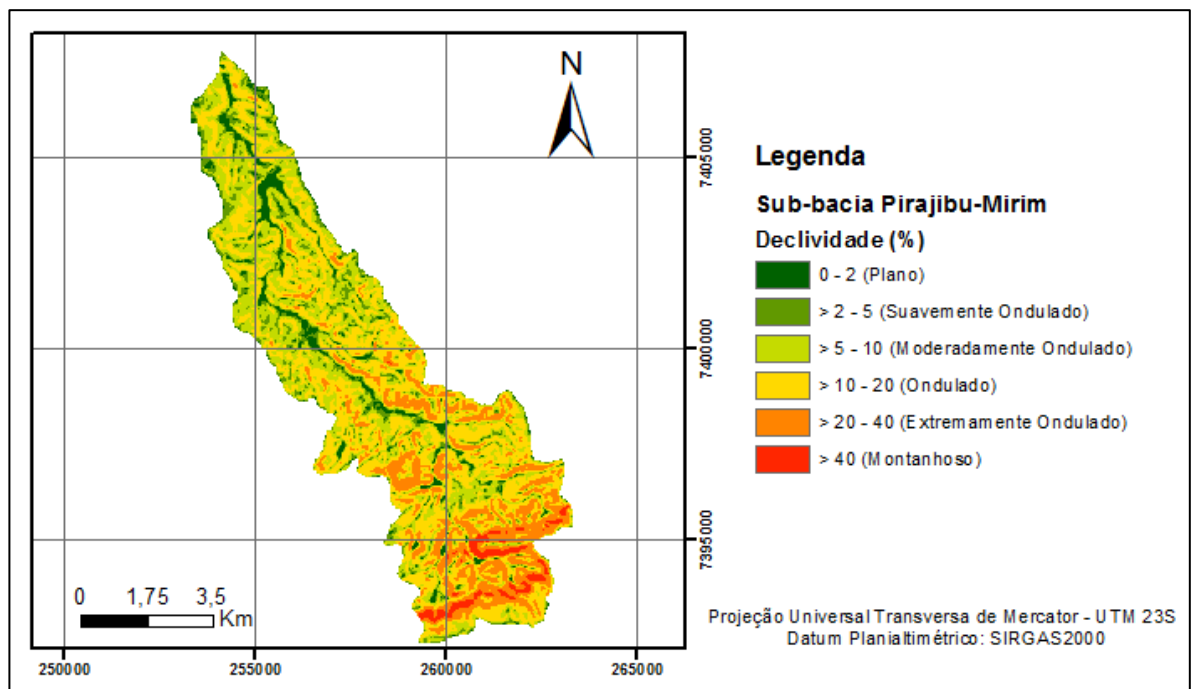 N
7405000
7400000
7395000
0 1,75 3,5
Km
250000 255000 260000 265000
Legenda
Sub-bacia Pirajibu-Mirim
Declividade (%)
0 - 2 (Plano)
> 2 - 5 (Suavemente Ondulado)
> 5 - 10 (Moderadamente Ondulado)
> 10 - 20 (Ondulado)
> 20 - 40 (Extremamente Ondulado)
> 40 (Montanhoso)
Projeção Universal Transversa de Mercator - UTM 23S
Datum Planialtimétrico: SIRGAS2000